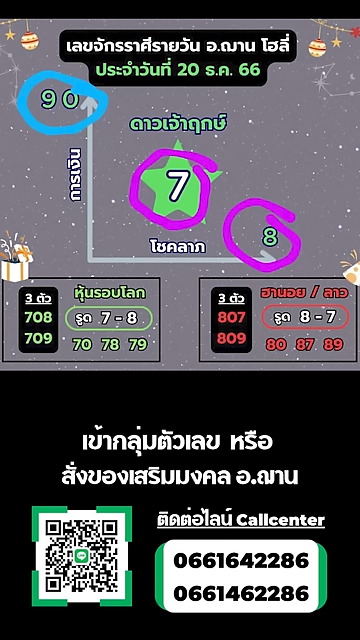 เลขจักรราศีรายวัน อ.ฌาน โฮลี่
ประจำวันที่ 20 ธ.ค. 66
9 0
ดาวเจ้าฤกษ์
การเงิน
7
8
โชคลาภ
3 ตัว
หุ้นรอบโลก
708
รูด 7 - 8
709
70 78 79
3 ตัว
ฮานอย / ลาว
807
รูด 8 - 7
809
80 87 89
เข้ากลุ่มตัวเลข หรือ
สั่งของเสริมมงคล อ.ฌาน
ติดต่อไลน์ Callcenter
0661642286
0661462286